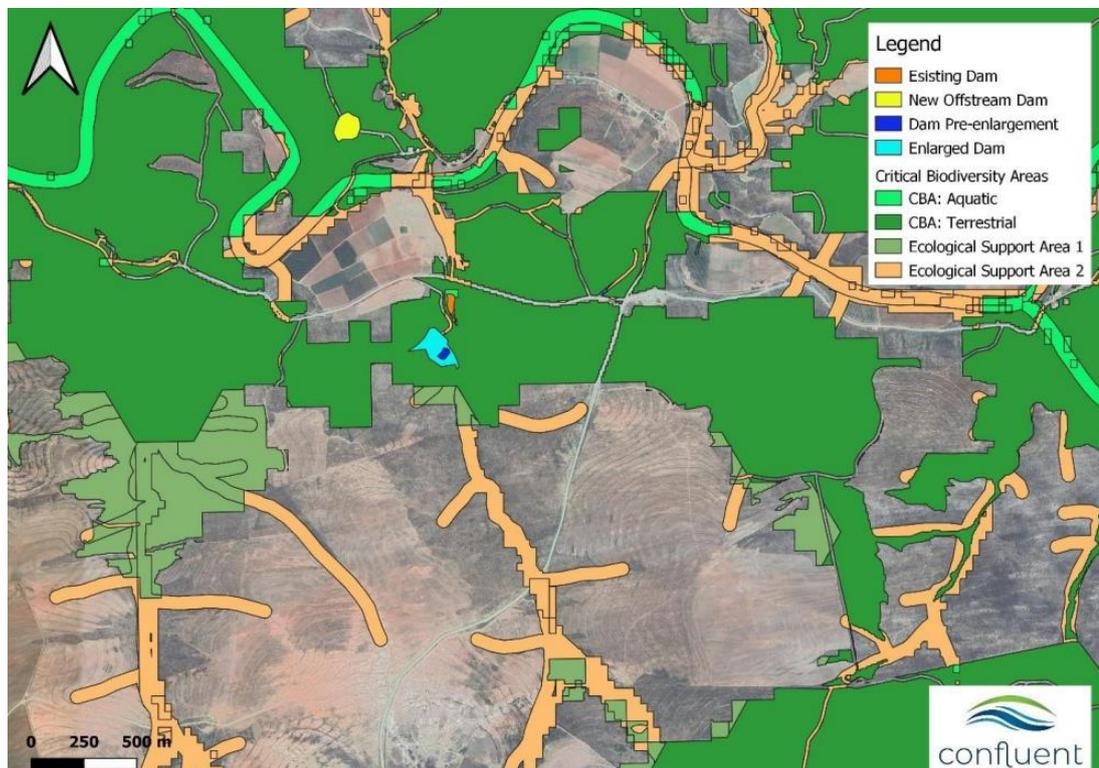 Legend
Esisting Dam
New Offstream Dam
Dam Pre-enlargement
Enlarged Dam
Critical Biodiversity Areas
CBA: Aquatic
CBA: Terrestrial
Ecological Support Area 1
Ecological Support Area 2
0 250 500 m
confluent